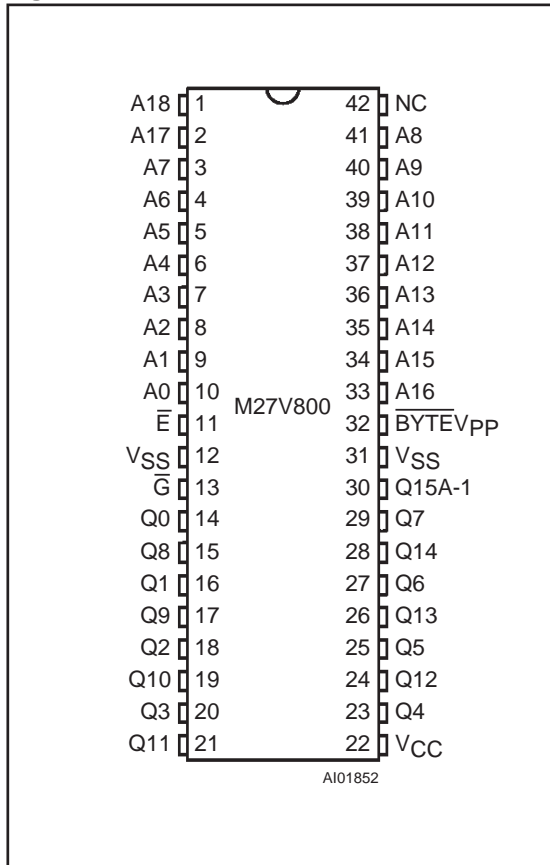 A18 1 42 NC
A17 2 41 A8
A7 3 40 A9
A6 4 39 A10
A5 5 38 A11
A4 6 37 A12
A3 7 36 A13
A2 8 35 A14
A1 9 34 A15
A0 10 33 A16
M27V800
E̅ 11 32 B̅Y̅T̅E̅VPP
VSS 12 31 VSS
G̅ 13 30 Q15A-1
Q0 14 29 Q7
Q8 15 28 Q14
Q1 16 27 Q6
Q9 17 26 Q13
Q2 18 25 Q5
Q10 19 24 Q12
Q3 20 23 Q4
Q11 21 22 VCC
AI01852